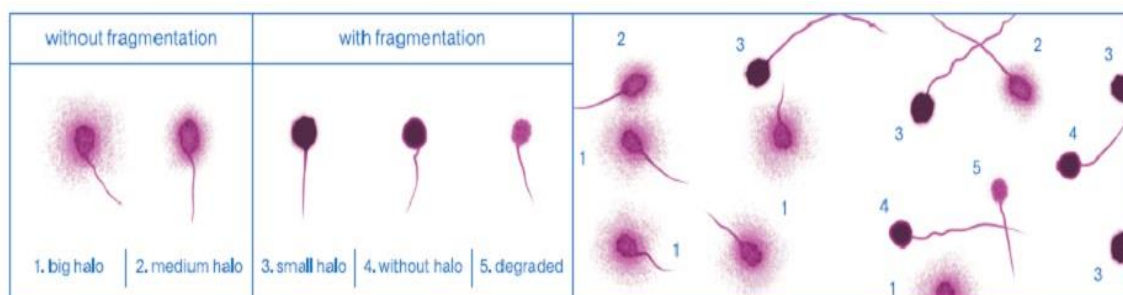 without fragmentation
with fragmentation
1. big halo
2. medium halo
3. small halo
4. without halo
5. degraded
2
3
2
3
3
1
4
5
1
4
1
3
1